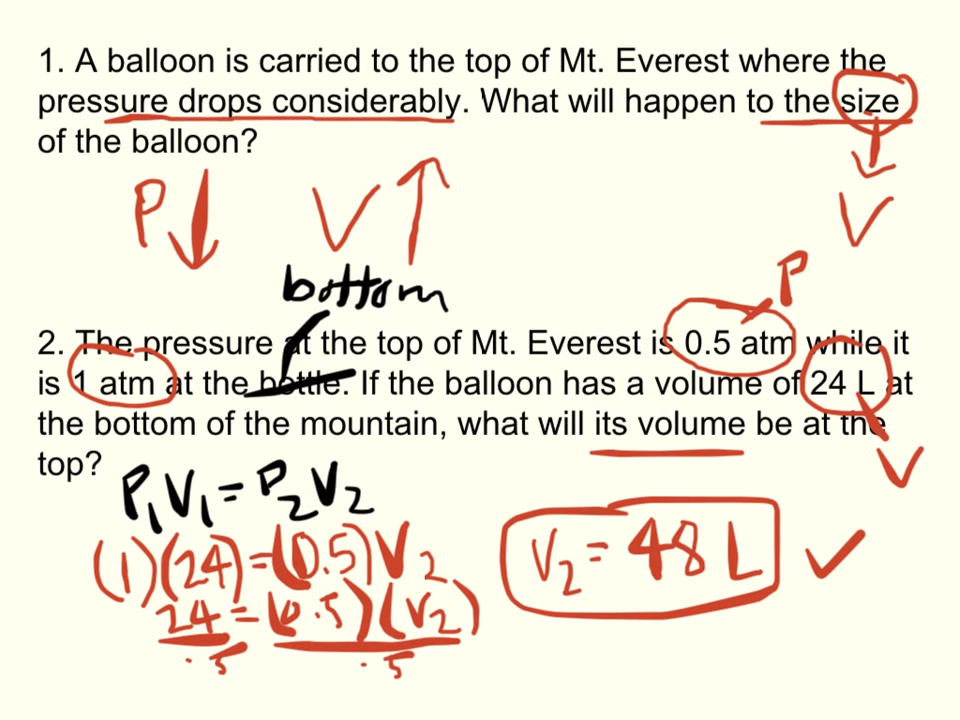 1. A balloon is carried to the top of Mt. Everest where the
pressure drops considerably. What will happen to the size
of the balloon?
P↓ V↑ V
bottom
P
2. The pressure at the top of Mt. Everest is 0.5 atm while it
is 1 atm at the bottle. If the balloon has a volume of 24 L at
the bottom of the mountain, what will its volume be at the
top?
V
P₁V₁=P₂V₂
(1)(24)=(0.5)V₂
24=(0.5)(V₂)
.5 .5
V₂=48L ✓